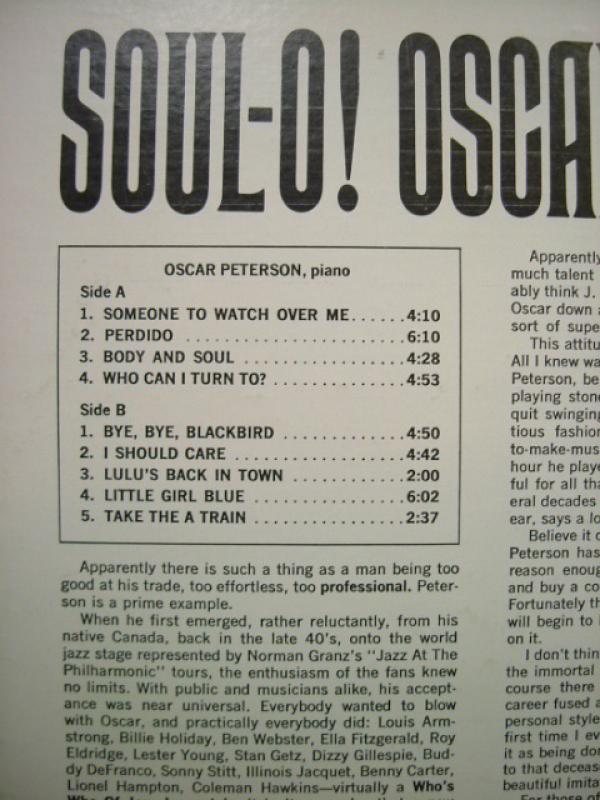 SOUL-O! OSCA
OSCAR PETERSON, piano
Side A
1. SOMEONE TO WATCH OVER ME......4:10
2. PERDIDO ......................6:10
3. BODY AND SOUL ................4:28
4. WHO CAN I TURN TO? .............4:53
Side B
1. BYE, BYE, BLACKBIRD ............4:50
2. I SHOULD CARE .................4:42
3. LULU'S BACK IN TOWN ............2:00
4. LITTLE GIRL BLUE ...............6:02
5. TAKE THE A TRAIN ...............2:37
Apparently there is such a thing as a man being too
good at his trade, too effortless, too professional. Peter-
son is a prime example.
When he first emerged, rather reluctantly, from his
native Canada, back in the late 40's, onto the world
jazz stage represented by Norman Granz's "Jazz At The
Philharmonic" tours, the enthusiasm of the fans knew
no limits. With public and musicians alike, his accept-
ance was near universal. Everybody wanted to blow
with Oscar, and practically everybody did: Louis Arm-
strong, Billie Holiday, Ben Webster, Ella Fitzgerald, Roy
Eldridge, Lester Young, Stan Getz, Dizzy Gillespie, Bud-
dy DeFranco, Sonny Stitt, Illinois Jacquet, Benny Carter,
Lionel Hampton, Coleman Hawkins—virtually a Who's
Apparently
much talent
ably think J.
Oscar down
sort of supe
This attitu
All I knew wa
Peterson, be
playing stone
quit swinging
tious fashion
to-make-mus
hour he playe
ful for all tha
eral decades
ear, says a lo
Believe it o
Peterson has
reason enoug
and buy a co
Fortunately th
will begin to
on it.
I don't thin
the immortal
course there
career fused a
personal style
first time I ev
it as being dor
to that decease
beautiful imita
For those of